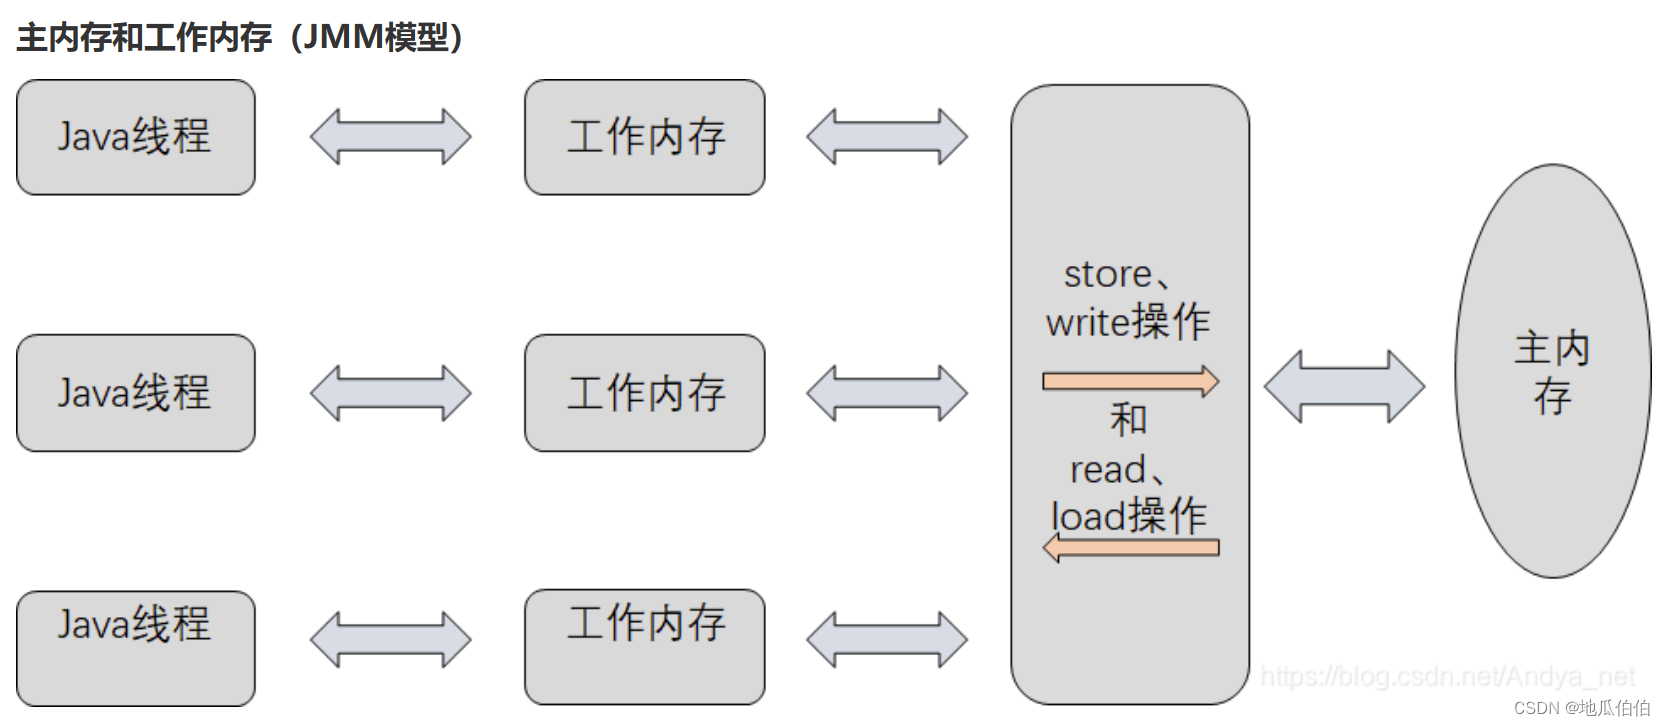 主内存和工作内存（JMM模型）
Java线程
工作内存
Java线程
工作内存
Java线程
工作内存
store、
write操作
和
read、
load操作
主内
存
https://blog.csdn.net/Andya_net
CSDN @地瓜伯伯